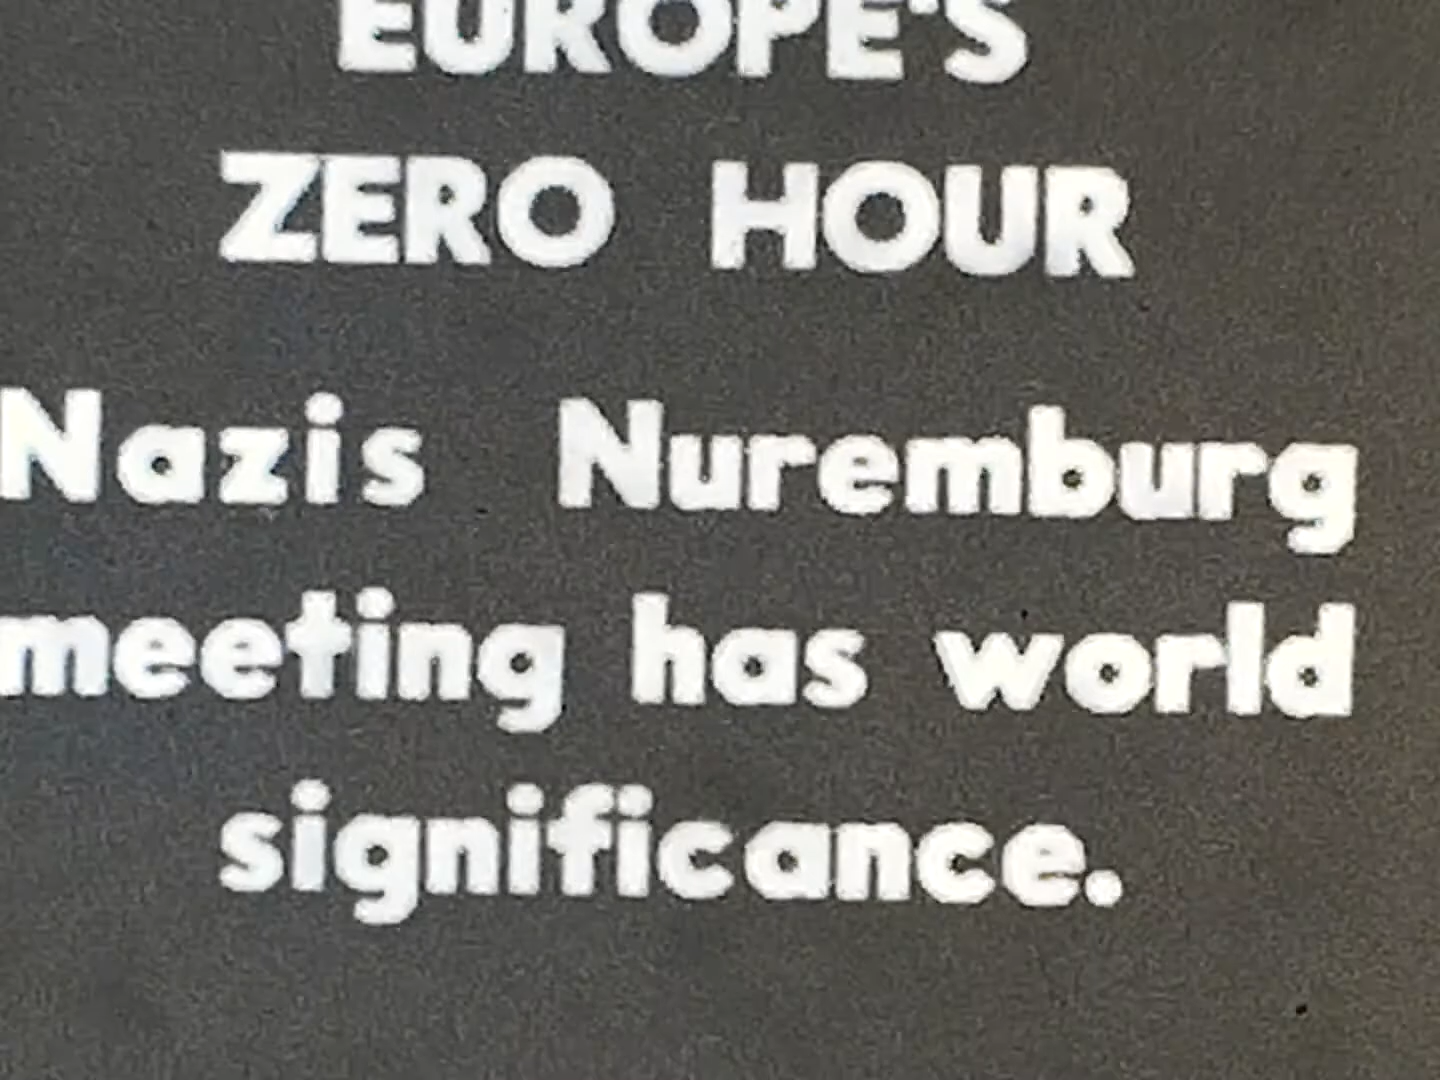 EUROPE'S
ZERO HOUR
Nazis Nuremburg
meeting has world
significance.